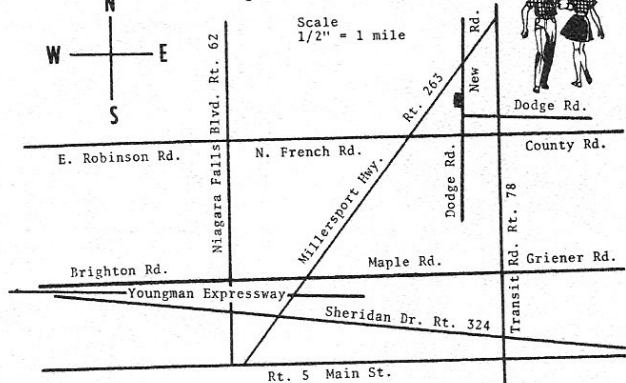 N
Scale
1/2" = 1 mile
W
E
S
Niagara Falls Blvd. Rt. 62
Rt. 263
New Rd.
Dodge Rd.
E. Robinson Rd.
N. French Rd.
County Rd.
Millersport Hwy.
Dodge Rd.
Transit Rd. Rt. 78
Brighton Rd.
Maple Rd.
Griener Rd.
Youngman Expressway
Sheridan Dr. Rt. 324
Rt. 5 Main St.